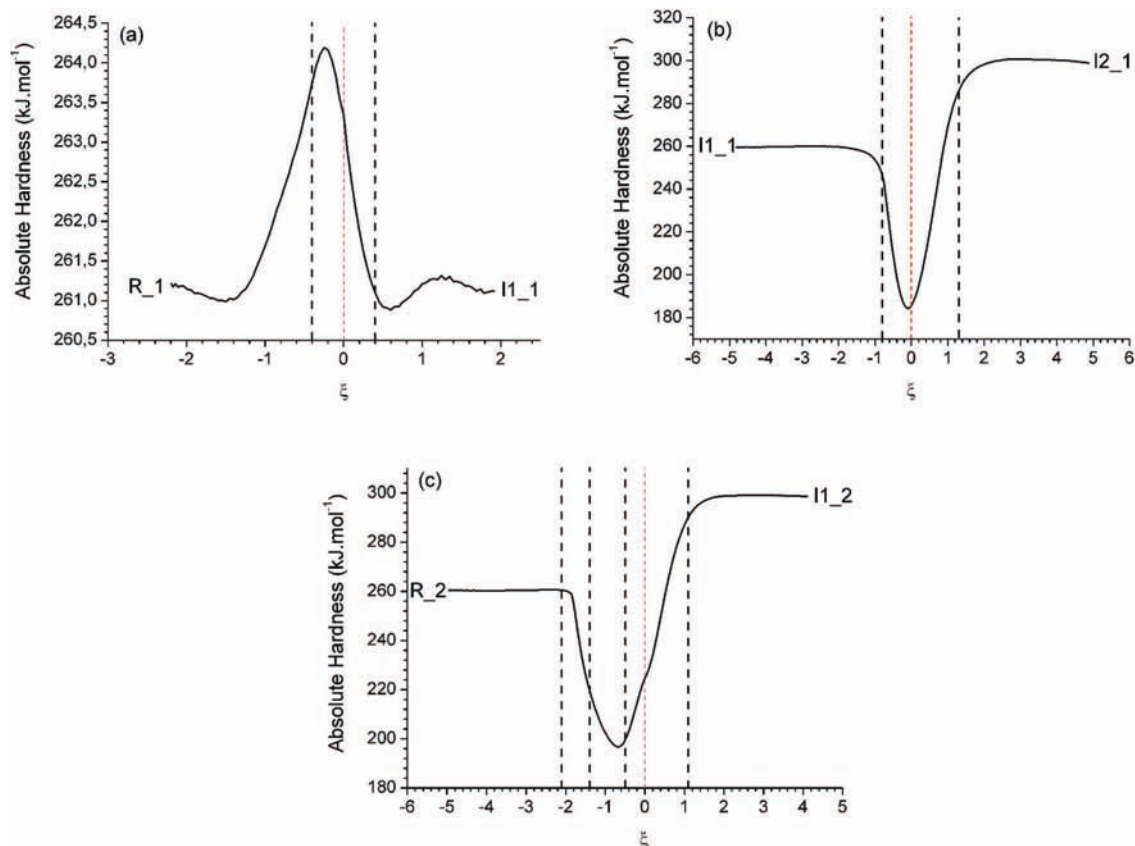 (a)
Absolute Hardness (kJ.mol⁻¹)
264,5
264,0
263,5
263,0
262,5
262,0
261,5
261,0
260,5
R_1
I1_1
-3 -2 -1 0 1 2
ξ
(b)
Absolute Hardness (kJ.mol⁻¹)
320
300
280
260
240
220
200
180
I1_1
I2_1
-6 -5 -4 -3 -2 -1 0 1 2 3 4 5 6
ξ
(c)
Absolute Hardness (kJ.mol⁻¹)
300
280
260
240
220
200
180
R_2
I1_2
-6 -5 -4 -3 -2 -1 0 1 2 3 4 5
ξ